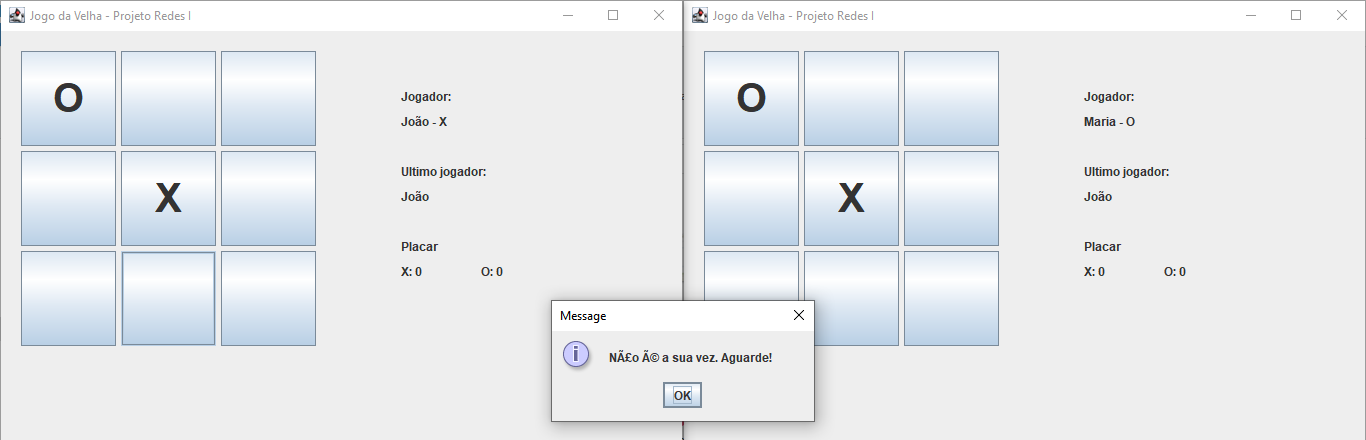 Jogo da Velha - Projeto Redes I
O
X
Jogador:
João - X
Ultimo jogador:
João
Placar
X: 0 O: 0
Jogo da Velha - Projeto Redes I
O
X
Jogador:
Maria - O
Ultimo jogador:
João
Placar
X: 0 O: 0
Message
NÃ£o Ã© a sua vez. Aguarde!
OK